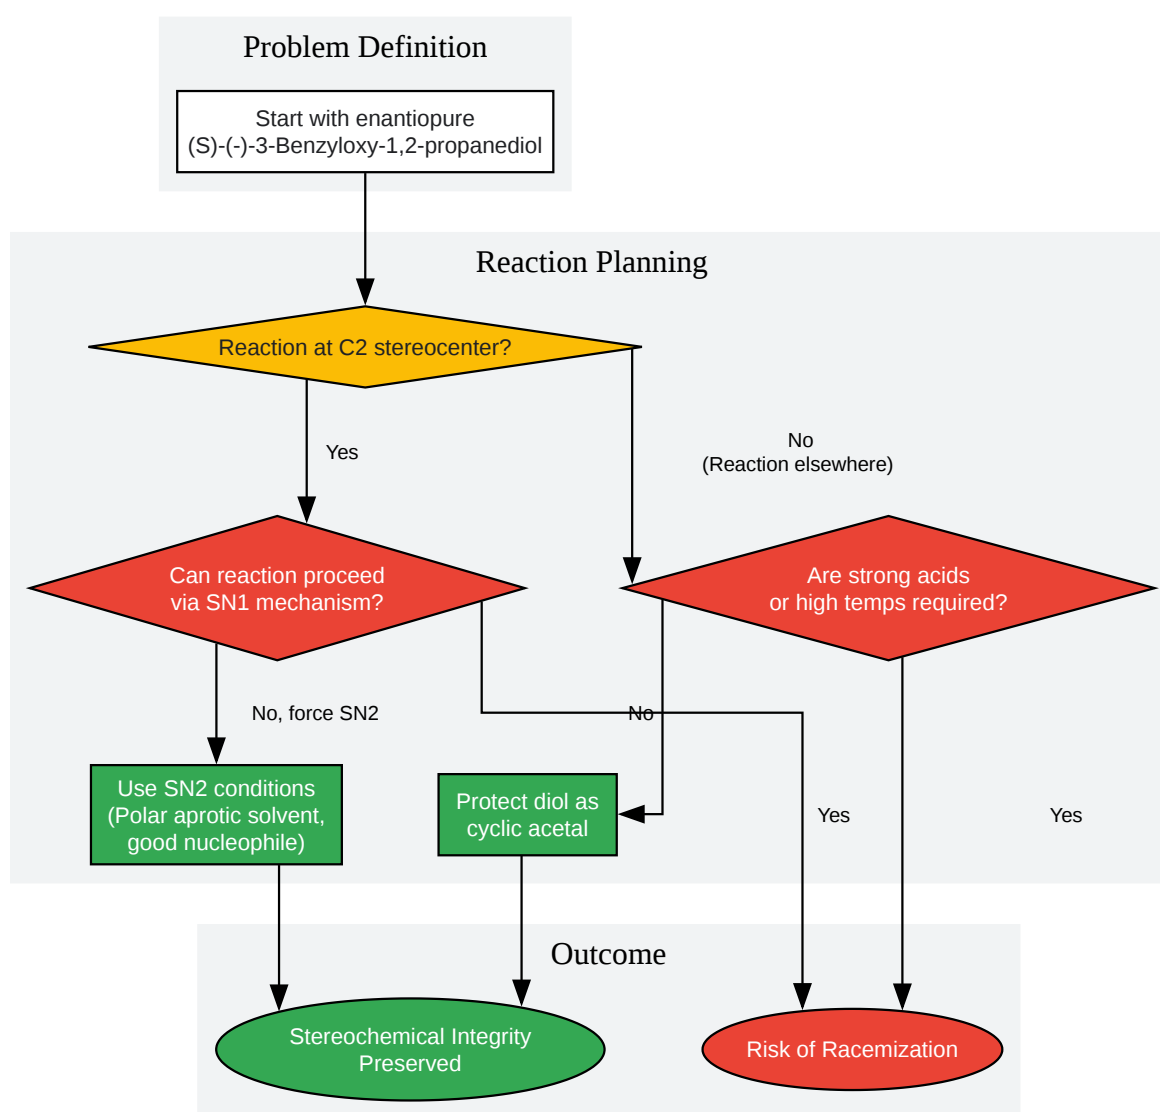 Problem Definition
Start with enantiopure
(S)-(-)-3-Benzyloxy-1,2-propanediol
Reaction Planning
Reaction at C2 stereocenter?
Yes
No
(Reaction elsewhere)
Can reaction proceed
via SN1 mechanism?
Are strong acids
or high temps required?
No, force SN2
No
Use SN2 conditions
(Polar aprotic solvent,
good nucleophile)
Protect diol as
cyclic acetal
Yes
Yes
Outcome
Stereochemical Integrity
Preserved
Risk of Racemization